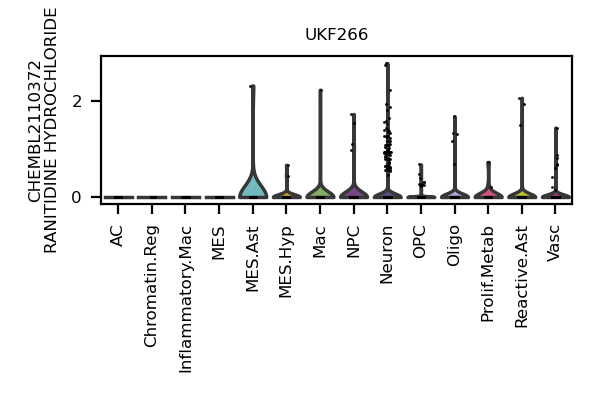 UKF266
CHEMBL2110372
RANITIDINE HYDROCHLORIDE
2
0
AC
Chromatin.Reg
Inflammatory.Mac
MES
MES.Ast
MES.Hyp
Mac
NPC
Neuron
OPC
Oligo
Prolif.Metab
Reactive.Ast
Vasc